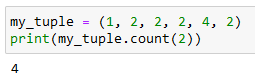 my_tuple = (1, 2, 2, 2, 4, 2)
print(my_tuple.count(2))
4